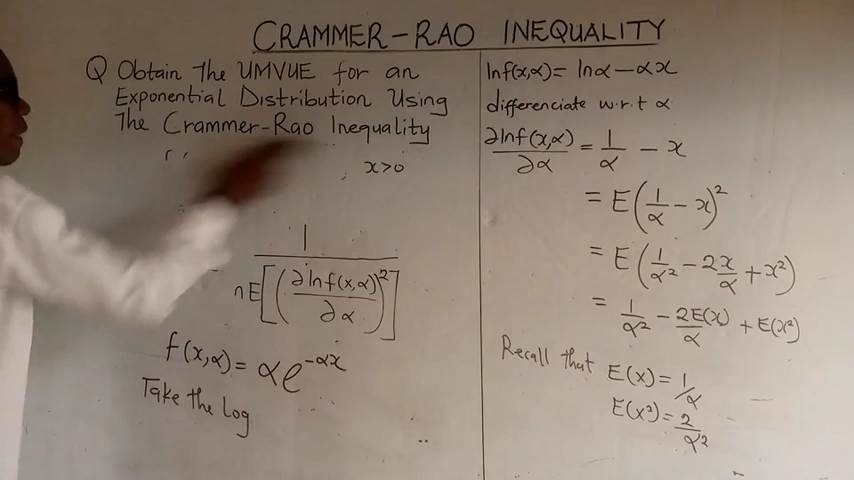 CRAMMER-RAO INEQUALITY
Q Obtain The UMVUE for an
Exponential Distribution Using
The Crammer-Rao Inequality
x>0
1
nE[(∂lnf(x,α)/∂α)²]
f(x,α) = αe^{-αx}
Take the log
lnf(x,α) = lnα - αx
differenciate w.r.t α
∂lnf(x,α)/∂α = 1/α - x
= E(1/α - x)²
= E(1/α² - 2x/α + x²)
= 1/α² - 2E(x)/α + E(x²)
Recall that E(x) = 1/α
E(x²) = 2/α²